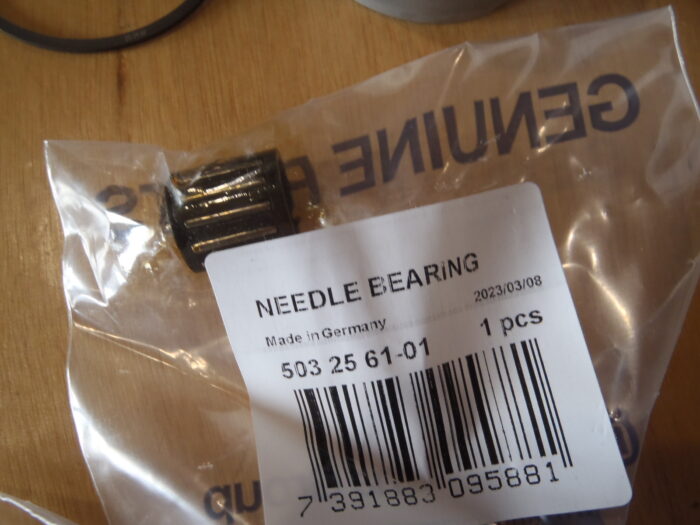 GENUINE
NEEDLE BEARING
2023/03/08
Made in Germany
1 pcs
503 25 61-01
7 391883 095881